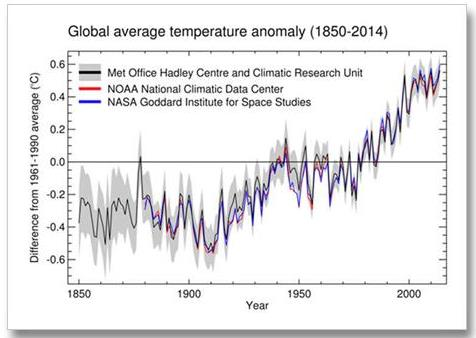 Global average temperature anomaly (1850-2014)
Met Office Hadley Centre and Climatic Research Unit
NOAA National Climatic Data Center
NASA Goddard Institute for Space Studies
Difference from 1961-1990 average (°C)
0.6
0.4
0.2
0.0
-0.2
-0.4
-0.6
1850 1900 1950 2000
Year